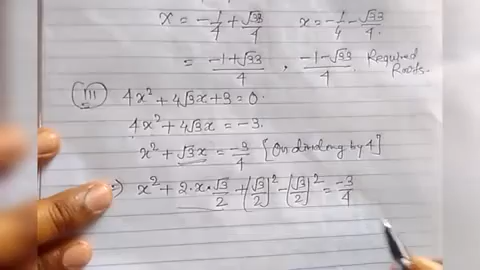 x = -1/4 + √33/4    x = -1/4 - √33/4.
= -1+√33/4 , -1-√33/4 Required Roots.
(III) 4x² + 4√3x + 3 = 0.
4x² + 4√3x = -3.
x² + √3x = -3/4 [On dividing by 4]
⇒) x² + 2·x·√3/2 + (√3/2)² - (√3/2)² = -3/4